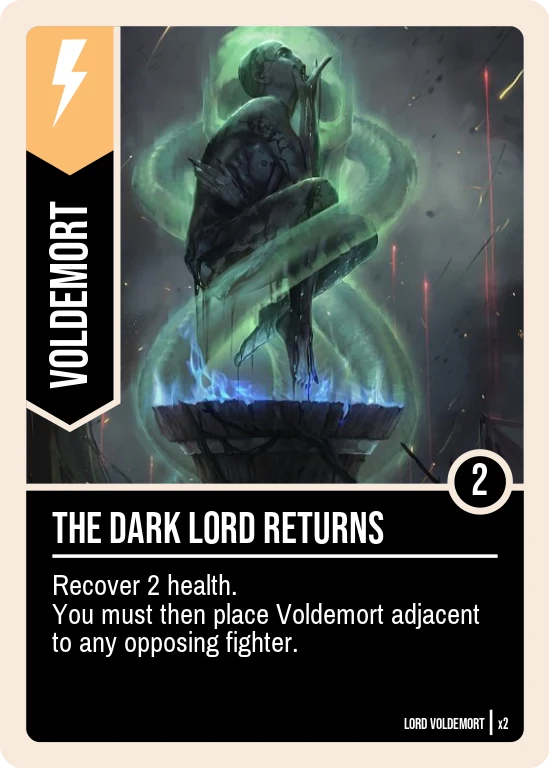 VOLDEMORT
2
THE DARK LORD RETURNS
Recover 2 health.
You must then place Voldemort adjacent
to any opposing fighter.
LORD VOLDEMORT | x2